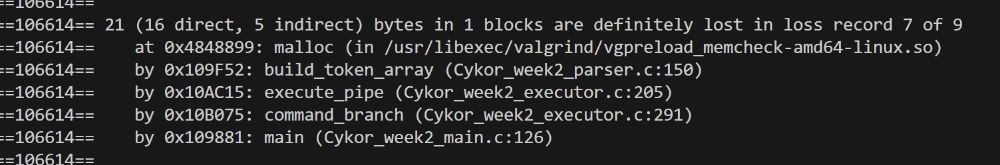 ==106614==
==106614== 21 (16 direct, 5 indirect) bytes in 1 blocks are definitely lost in loss record 7 of 9
==106614==    at 0x4848899: malloc (in /usr/libexec/valgrind/vgpreload_memcheck-amd64-linux.so)
==106614==    by 0x109F52: build_token_array (Cykor_week2_parser.c:150)
==106614==    by 0x10AC15: execute_pipe (Cykor_week2_executor.c:205)
==106614==    by 0x10B075: command_branch (Cykor_week2_executor.c:291)
==106614==    by 0x109881: main (Cykor_week2_main.c:126)
==106614==